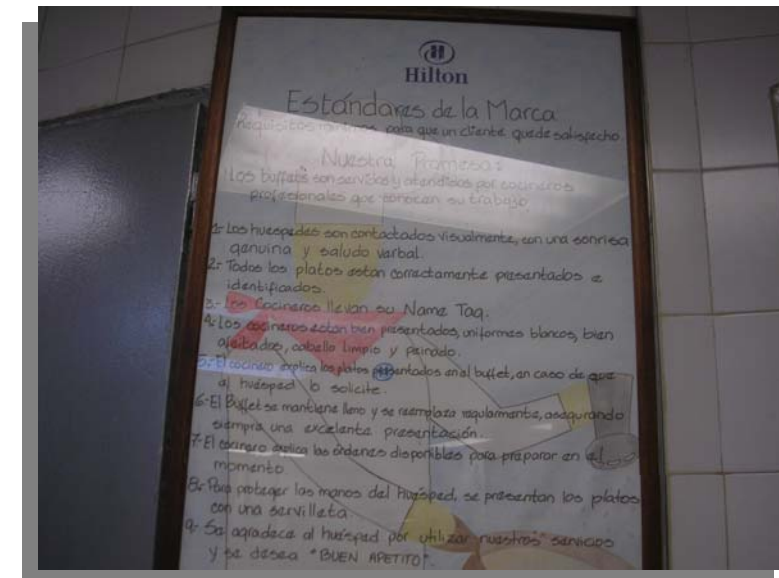 H
Hilton
Estándares de la Marca
Requisitos mínimos para que un cliente quede satisfecho.
Nuestra Promesa:
Los buffets son servidos y atendidos por cocineros
profesionales que conocen su trabajo
1.- Los huespedes son contactados visualmente, con una sonrisa
genuina y saludo verbal.
2.- Todos los platos estan correctamente presentados e
identificados.
3.- Los Cocineros llevan su Name Tag.
4.- Los cocineros estan bien presentados, uniformes blancos, bien
afeitados, cabello limpio y peinado.
5.- El cocinero explica los platos presentados en el buffet, en caso de que
al huesped lo solicite.
6.- El Buffet se mantiene lleno y se reemplaza regularmente, asegurando
siempre una excelente presentación.
7.- El cocinero explica las órdenes disponibles para preparar en el
momento
8.- Para proteger las manos del huesped, se presentan los platos
con una servilleta.
9.- Se agradece al huesped por utilizar nuestros servicios
y se desea "BUEN APETITO".